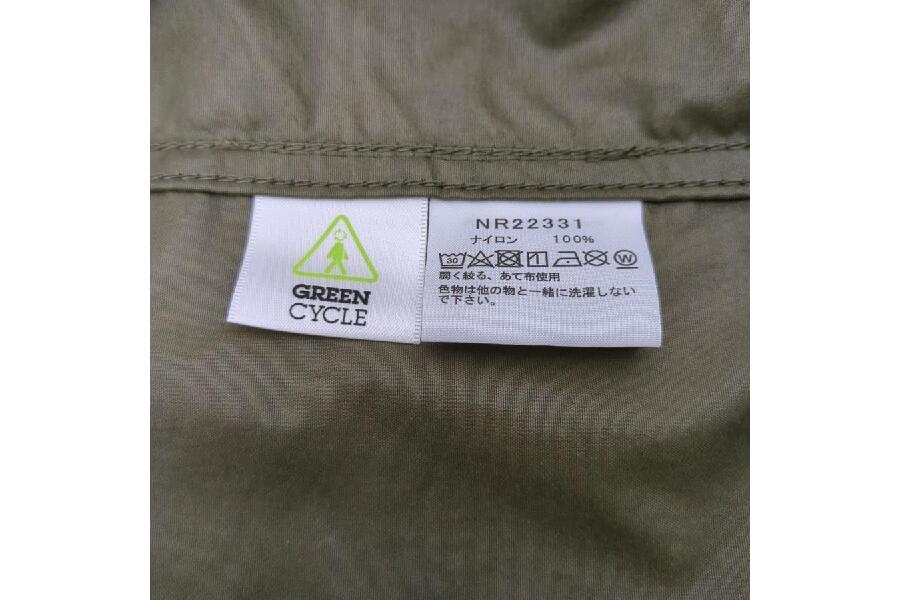 GREEN
CYCLE
NR22331
ナイロン 100%
30
W
弱く絞る、あて布使用
色物は他の物と一緒に洗濯しない
で下さい。